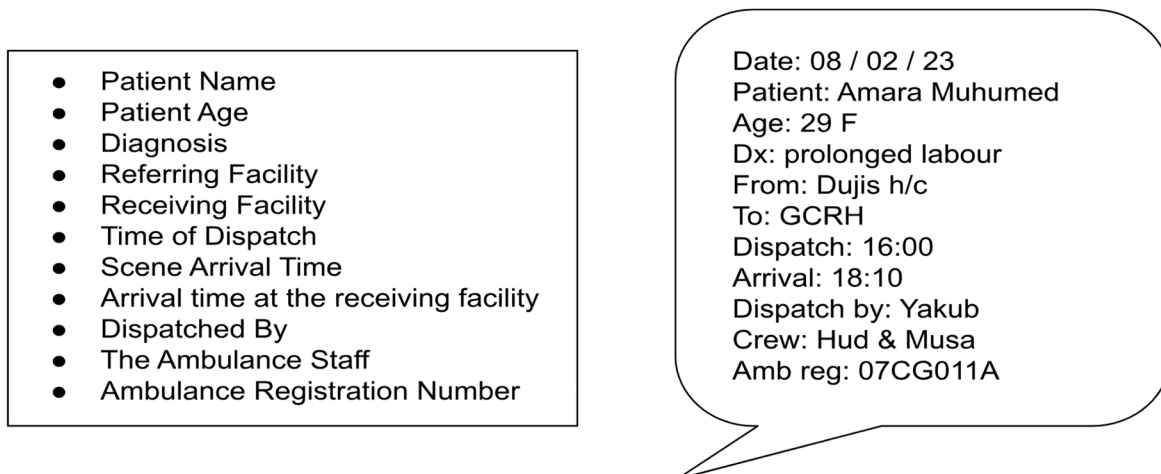 ● Patient Name
● Patient Age
● Diagnosis
● Referring Facility
● Receiving Facility
● Time of Dispatch
● Scene Arrival Time
● Arrival time at the receiving facility
● Dispatched By
● The Ambulance Staff
● Ambulance Registration Number
Date: 08 / 02 / 23
Patient: Amara Muhumed
Age: 29 F
Dx: prolonged labour
From: Dujis h/c
To: GCRH
Dispatch: 16:00
Arrival: 18:10
Dispatch by: Yakub
Crew: Hud & Musa
Amb reg: 07CG011A